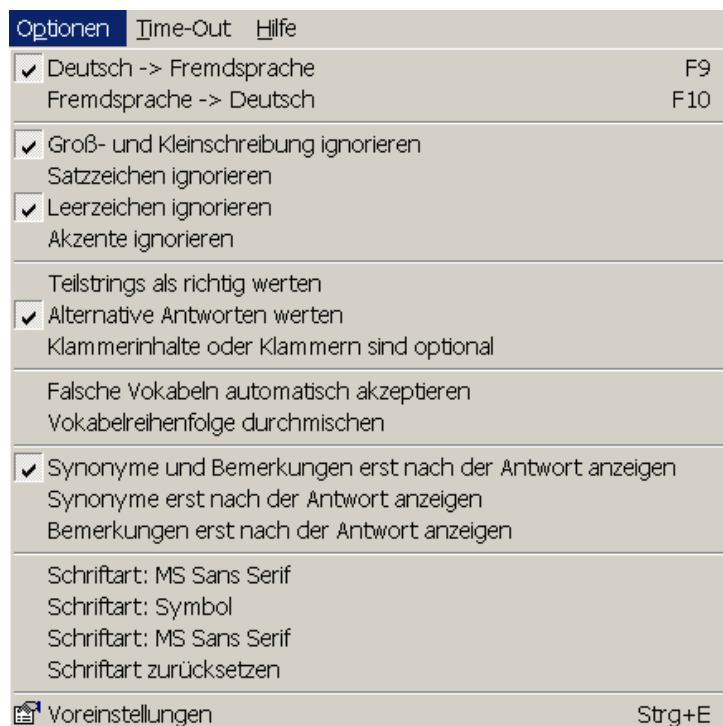 Optionen Time-Out Hilfe
Deutsch -> Fremdsprache F9
Fremdsprache -> Deutsch F10
Groß- und Kleinschreibung ignorieren
Satzzeichen ignorieren
Leerzeichen ignorieren
Akzente ignorieren
Teilstrings als richtig werten
Alternative Antworten werten
Klammerinhalte oder Klammern sind optional
Falsche Vokabeln automatisch akzeptieren
Vokabelreihenfolge durchmischen
Synonyme und Bemerkungen erst nach der Antwort anzeigen
Synonyme erst nach der Antwort anzeigen
Bemerkungen erst nach der Antwort anzeigen
Schriftart: MS Sans Serif
Schriftart: Symbol
Schriftart: MS Sans Serif
Schriftart zurücksetzen
Voreinstellungen Strg+E